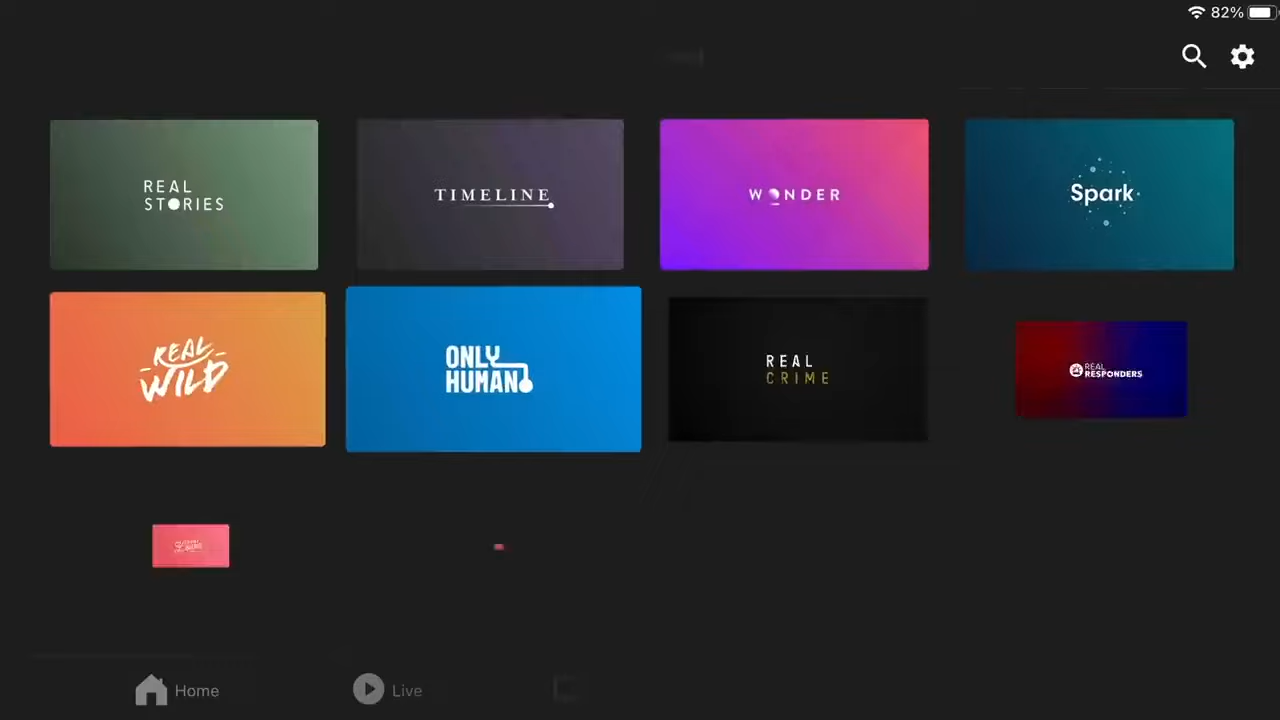 82%
REAL
STORIES
TIMELINE
WONDER
Spark
REAL
WILD
ONLY
HUMAN
REAL
CRIME
REAL
RESPONDERS
Home
Live